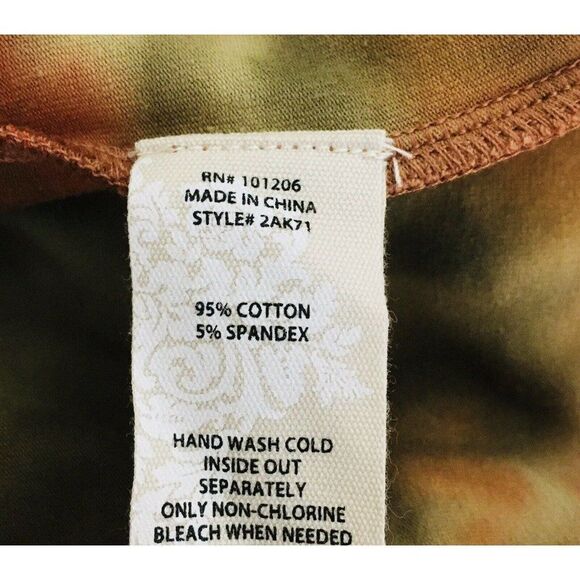 RN# 101206
MADE IN CHINA
STYLE# 2AK71
95% COTTON
5% SPANDEX
HAND WASH COLD
INSIDE OUT
SEPARATELY
ONLY NON-CHLORINE
BLEACH WHEN NEEDED